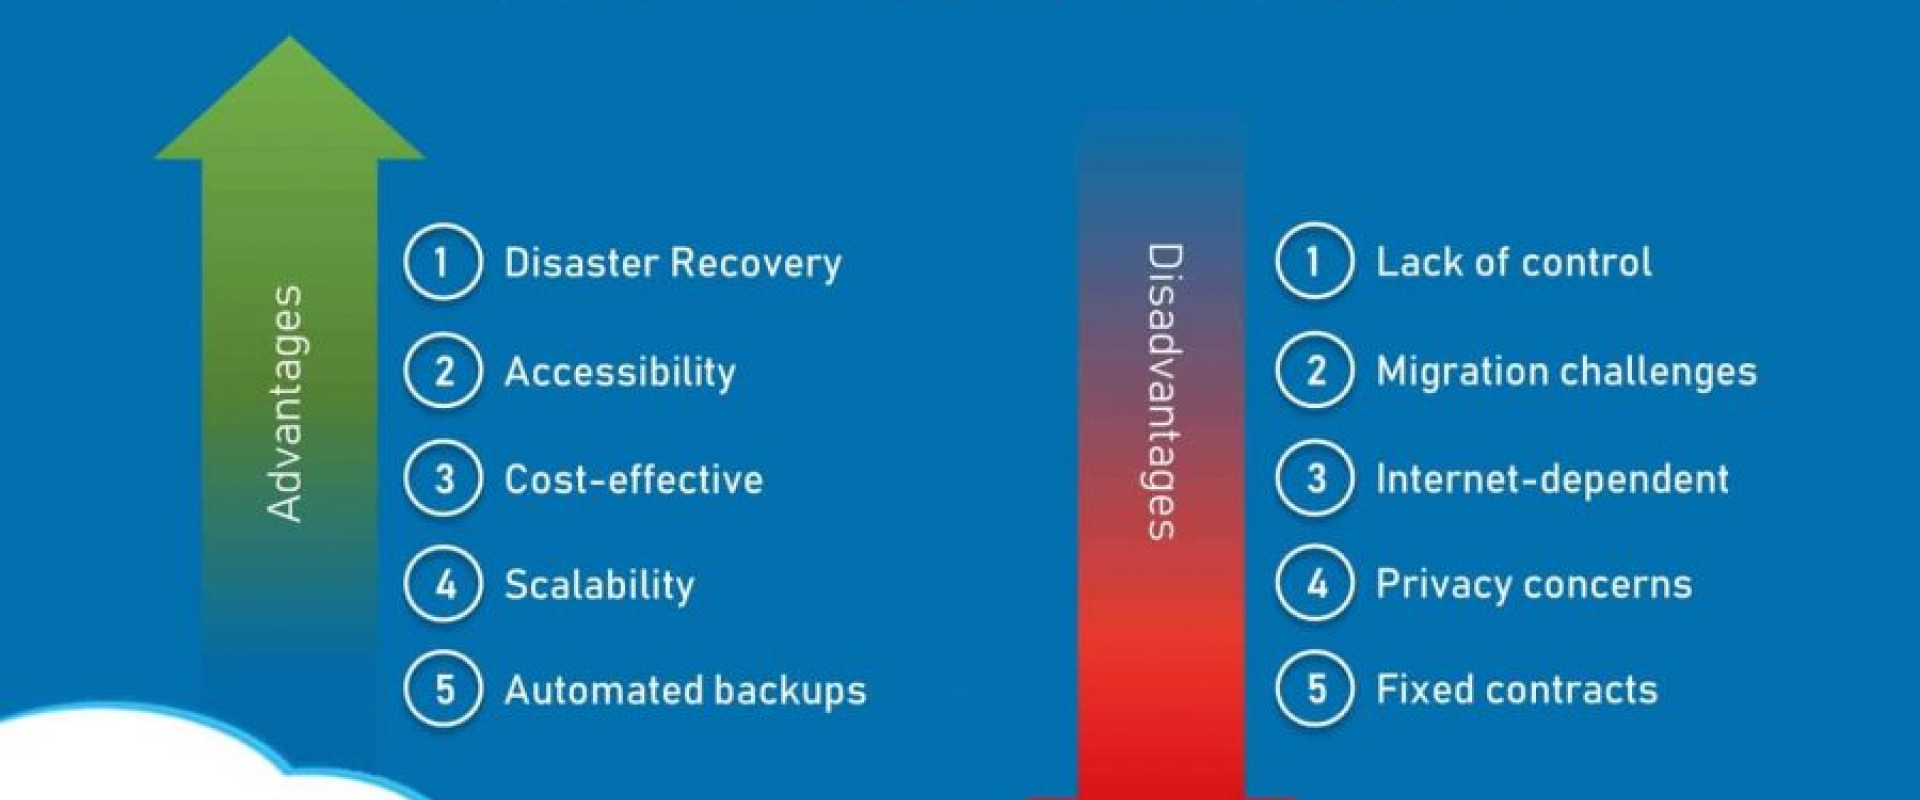 Advantages
1 Disaster Recovery
2 Accessibility
3 Cost-effective
4 Scalability
5 Automated backups
Disadvantages
1 Lack of control
2 Migration challenges
3 Internet-dependent
4 Privacy concerns
5 Fixed contracts